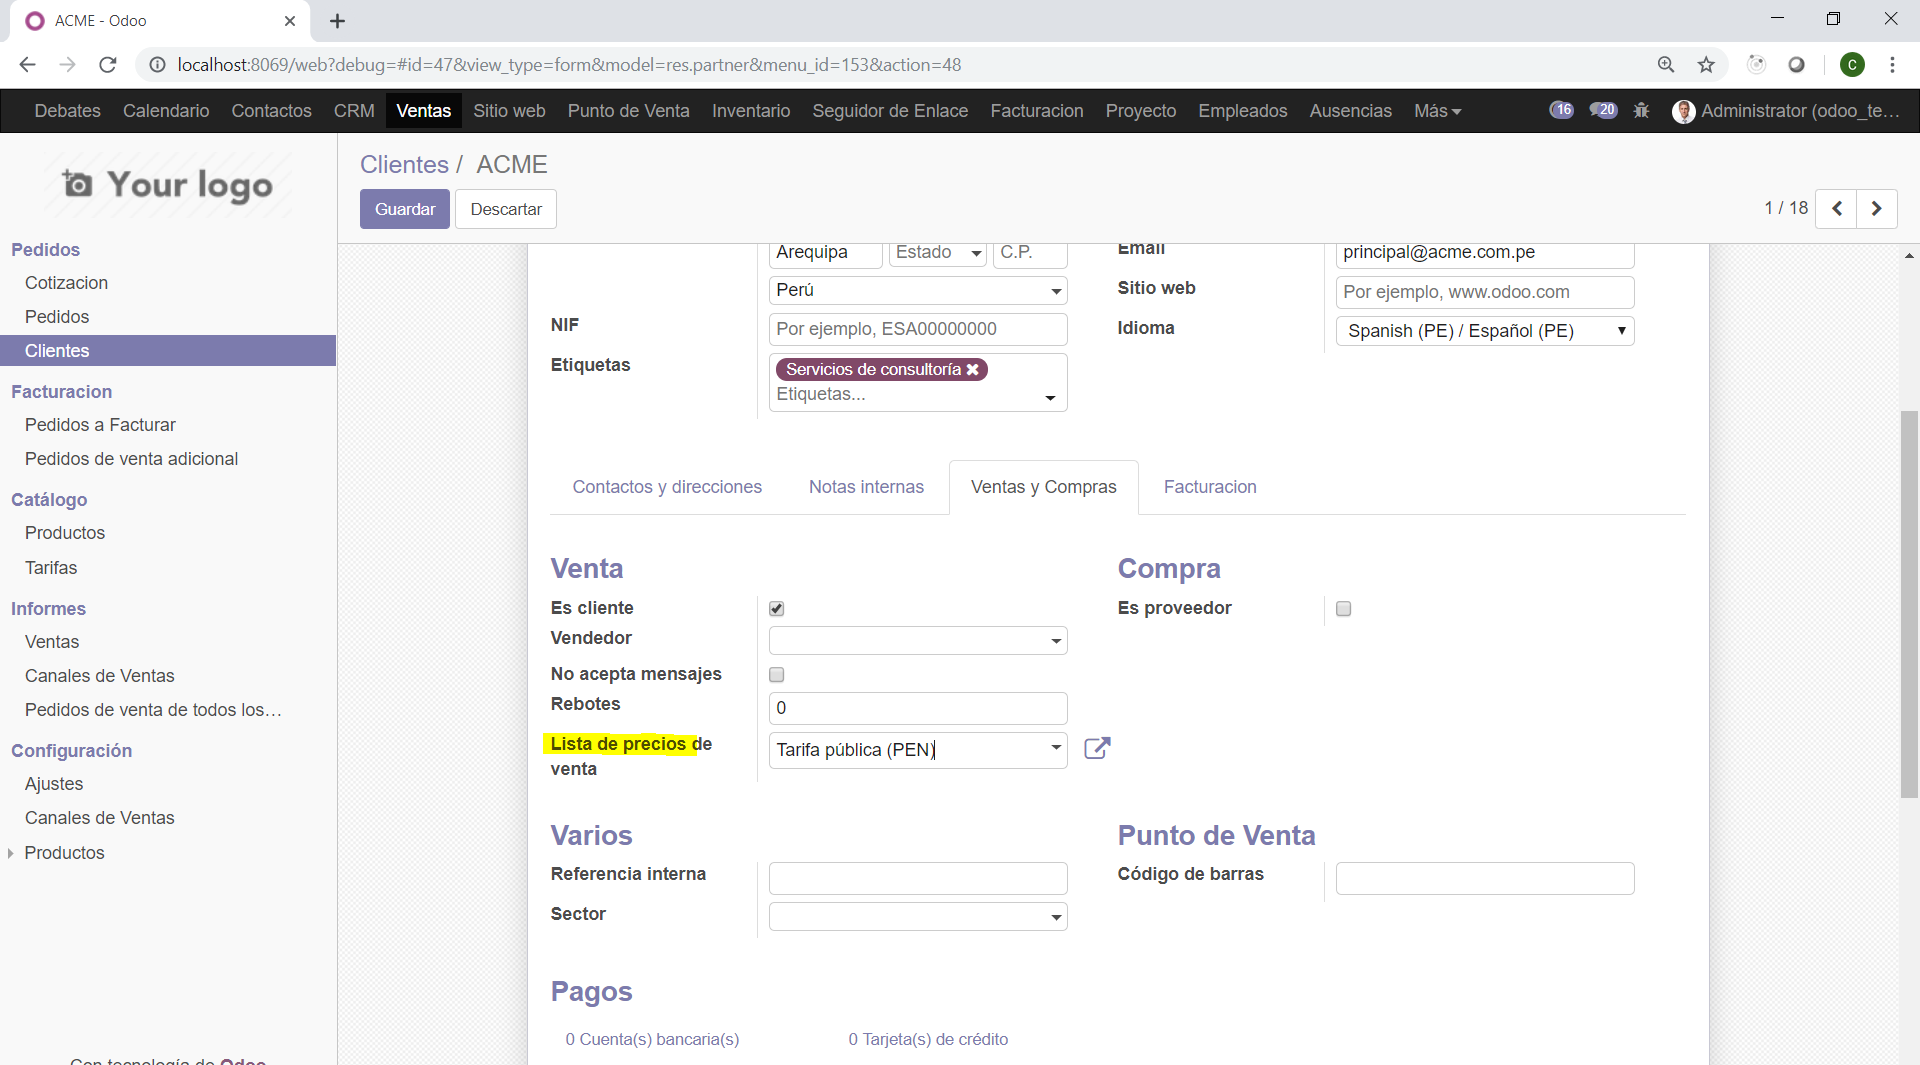 ACME - Odoo
localhost:8069/web?debug=#id=47&view_type=form&model=res.partner&menu_id=153&action=48
C
Debates Calendario Contactos CRM Ventas Sitio web Punto de Venta Inventario Seguidor de Enlace Facturacion Proyecto Empleados Ausencias Más 16 20 Administrator (odoo_te...
Your logo
Clientes / ACME
Guardar Descartar
1 / 18
Pedidos
Cotizacion
Pedidos
Clientes
Facturacion
Pedidos a Facturar
Pedidos de venta adicional
Catálogo
Productos
Tarifas
Informes
Ventas
Canales de Ventas
Pedidos de venta de todos los...
Configuración
Ajustes
Canales de Ventas
Productos
Con tecnología de Odoo
Arequipa Estado C.P.
Perú
NIF Por ejemplo, ESA00000000
Etiquetas Servicios de consultoría
Etiquetas...
Email principal@acme.com.pe
Sitio web Por ejemplo, www.odoo.com
Idioma Spanish (PE) / Español (PE)
Contactos y direcciones Notas internas Ventas y Compras Facturacion
Venta
Es cliente
Vendedor
No acepta mensajes
Rebotes 0
Lista de precios de
venta
Tarifa pública (PEN)
Compra
Es proveedor
Varios
Referencia interna
Sector
Punto de Venta
Código de barras
Pagos
0 Cuenta(s) bancaria(s) 0 Tarjeta(s) de crédito